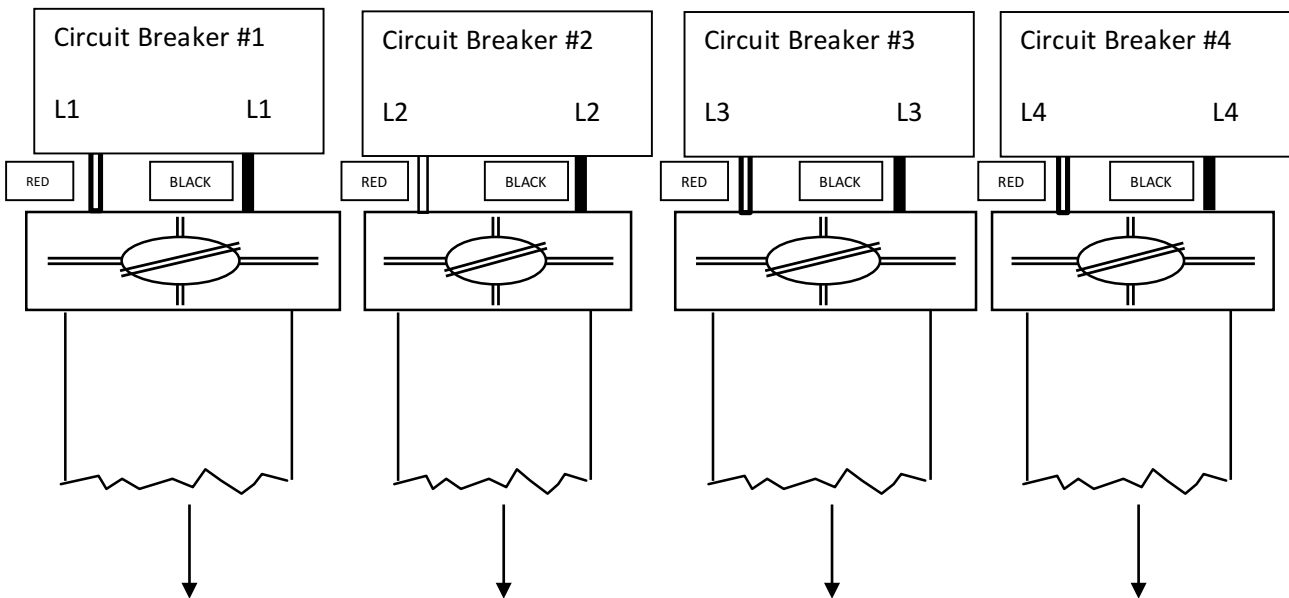 Circuit Breaker #1
L1 L1
RED BLACK
Circuit Breaker #2
L2 L2
RED BLACK
Circuit Breaker #3
L3 L3
RED BLACK
Circuit Breaker #4
L4 L4
RED BLACK